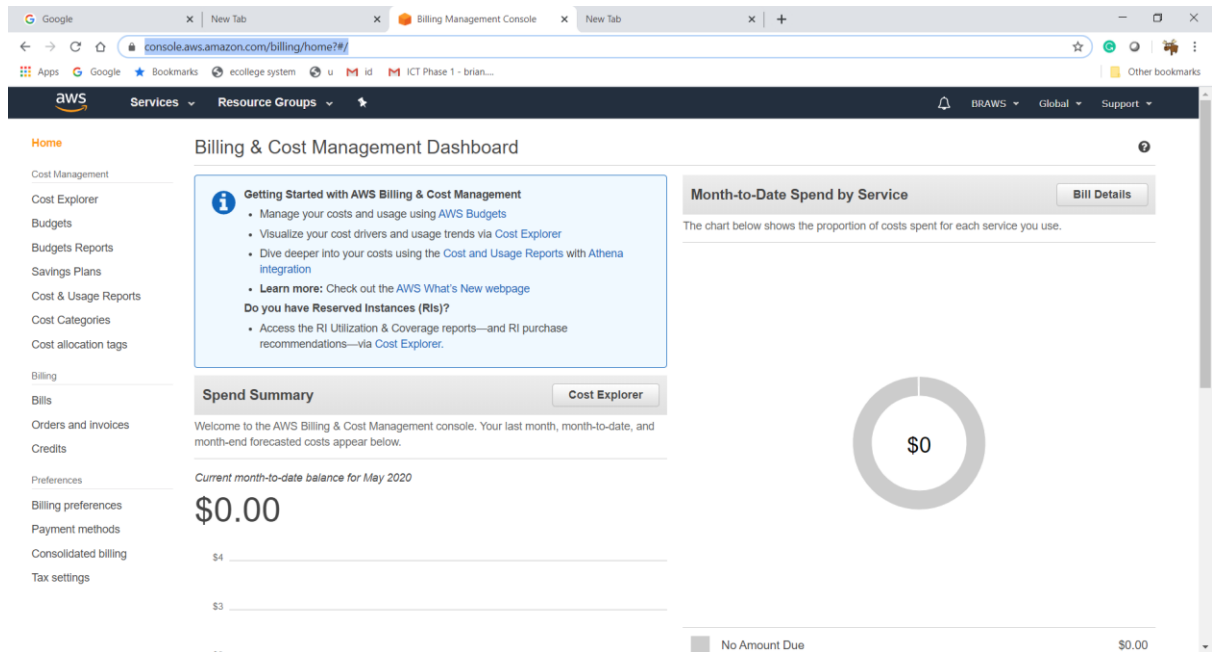 Google
New Tab
Billing Management Console
New Tab
console.aws.amazon.com/billing/home?#/
Apps Google Bookmarks ecollege system u id ICT Phase 1 - brian.... Other bookmarks
aws Services Resource Groups BRAWS Global Support
Home
Cost Management
Cost Explorer
Budgets
Budgets Reports
Savings Plans
Cost & Usage Reports
Cost Categories
Cost allocation tags
Billing
Bills
Orders and invoices
Credits
Preferences
Billing preferences
Payment methods
Consolidated billing
Tax settings
Billing & Cost Management Dashboard
Getting Started with AWS Billing & Cost Management
• Manage your costs and usage using AWS Budgets
• Visualize your cost drivers and usage trends via Cost Explorer
• Dive deeper into your costs using the Cost and Usage Reports with Athena
integration
• Learn more: Check out the AWS What's New webpage
Do you have Reserved Instances (RIs)?
• Access the RI Utilization & Coverage reports—and RI purchase
recommendations—via Cost Explorer.
Spend Summary
Cost Explorer
Welcome to the AWS Billing & Cost Management console. Your last month, month-to-date, and
month-end forecasted costs appear below.
Current month-to-date balance for May 2020
$0.00
$4
$3
Month-to-Date Spend by Service
Bill Details
The chart below shows the proportion of costs spent for each service you use.
$0
No Amount Due $0.00